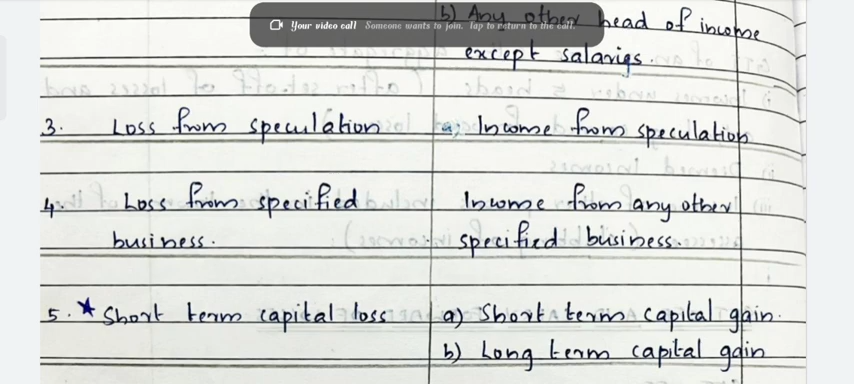 b) Any other head of income
Your video call Someone wants to join. Tap to return to the call.
except salaries.
3. Loss from speculation a) Income from speculation
4. Loss from specified Income from any other
business. specified business.
5. ★ Short term capital loss a) Short term capital gain.
b) Long term capital gain